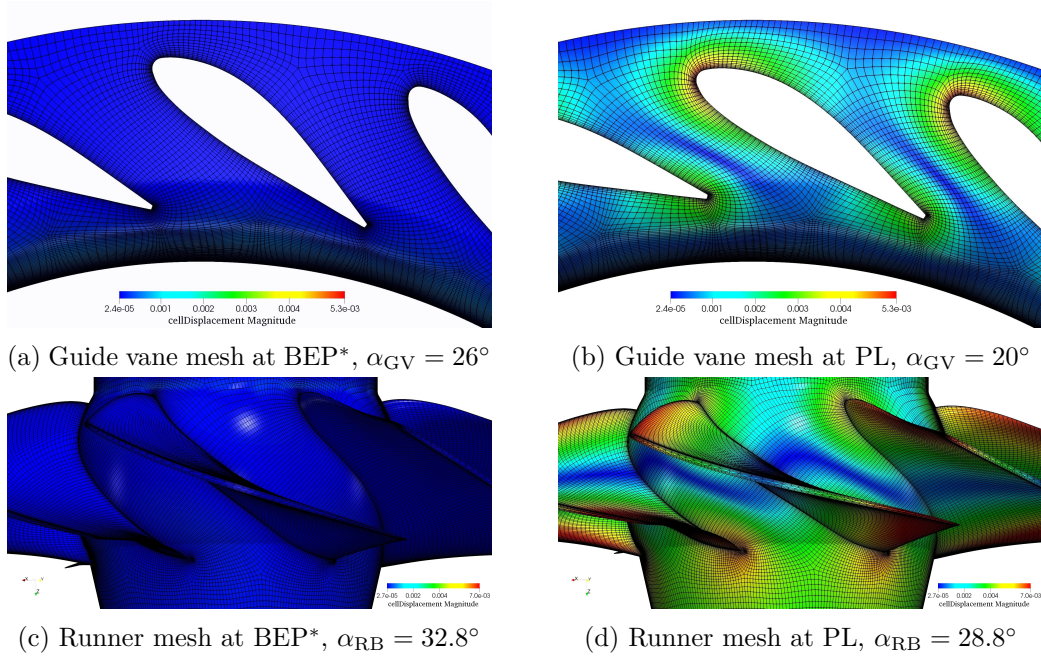 2.4e-05 0.001 0.002 0.003 0.004 5.3e-03
cellDisplacement Magnitude
2.4e-05 0.001 0.002 0.003 0.004 5.3e-03
cellDisplacement Magnitude
(a) Guide vane mesh at BEP*, α_GV = 26°
(b) Guide vane mesh at PL, α_GV = 20°
X Y
Z
2.7e-05 0.002 0.004 7.0e-03
cellDisplacement Magnitude
X Y
Z
2.7e-05 0.002 0.004 7.0e-03
cellDisplacement Magnitude
(c) Runner mesh at BEP*, α_RB = 32.8°
(d) Runner mesh at PL, α_RB = 28.8°